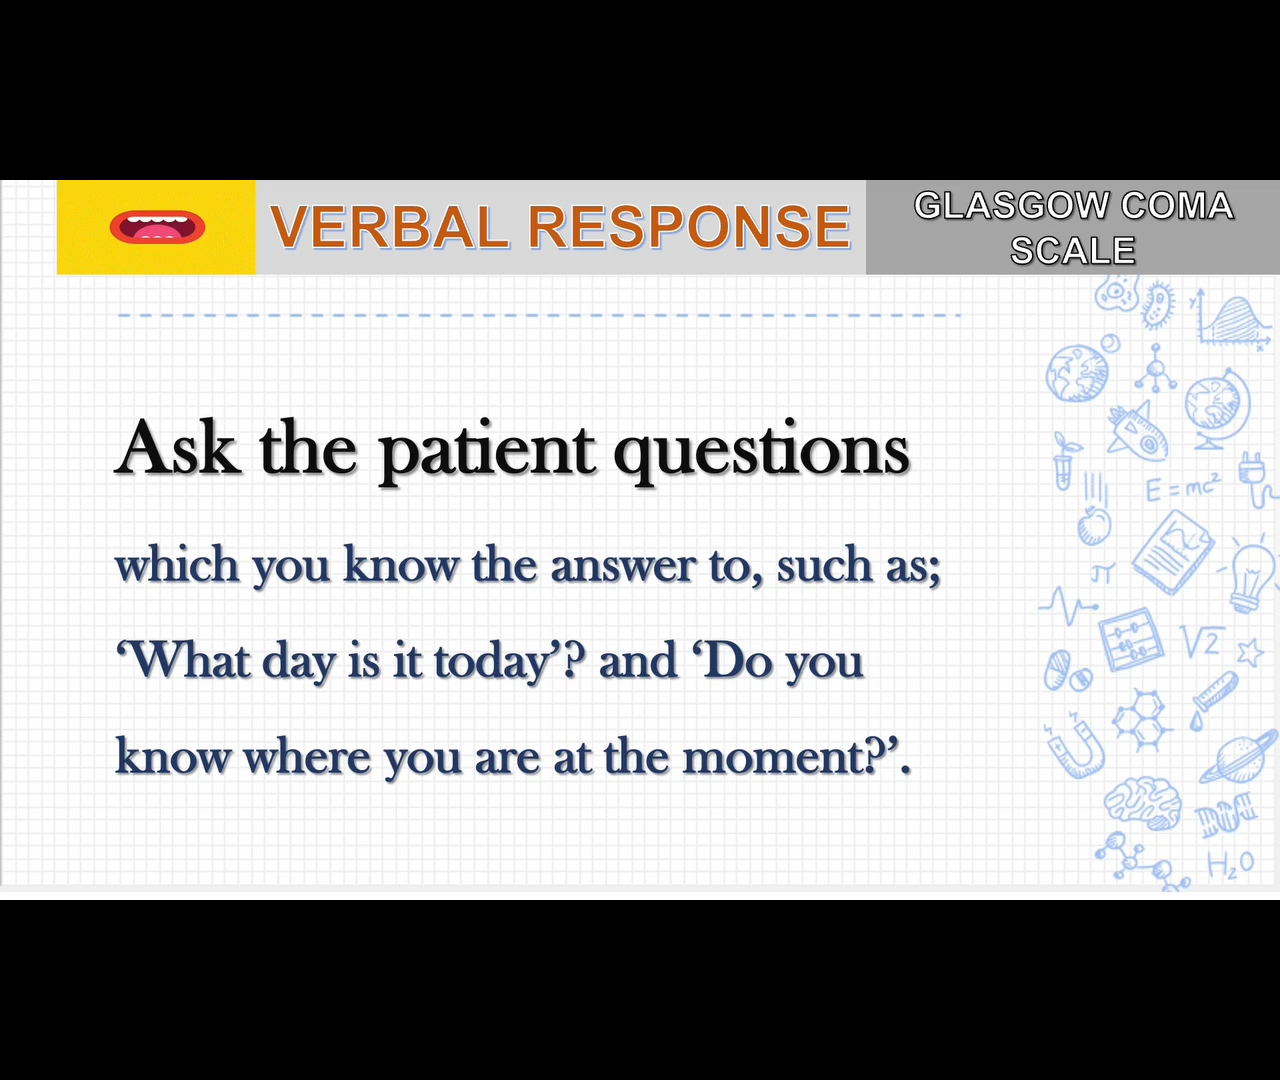 VERBAL RESPONSE
GLASGOW COMA
SCALE
Ask the patient questions
which you know the answer to, such as;
‘What day is it today’? and ‘Do you
know where you are at the moment?’.
y
x
E = mc²
π
√2
H₂O